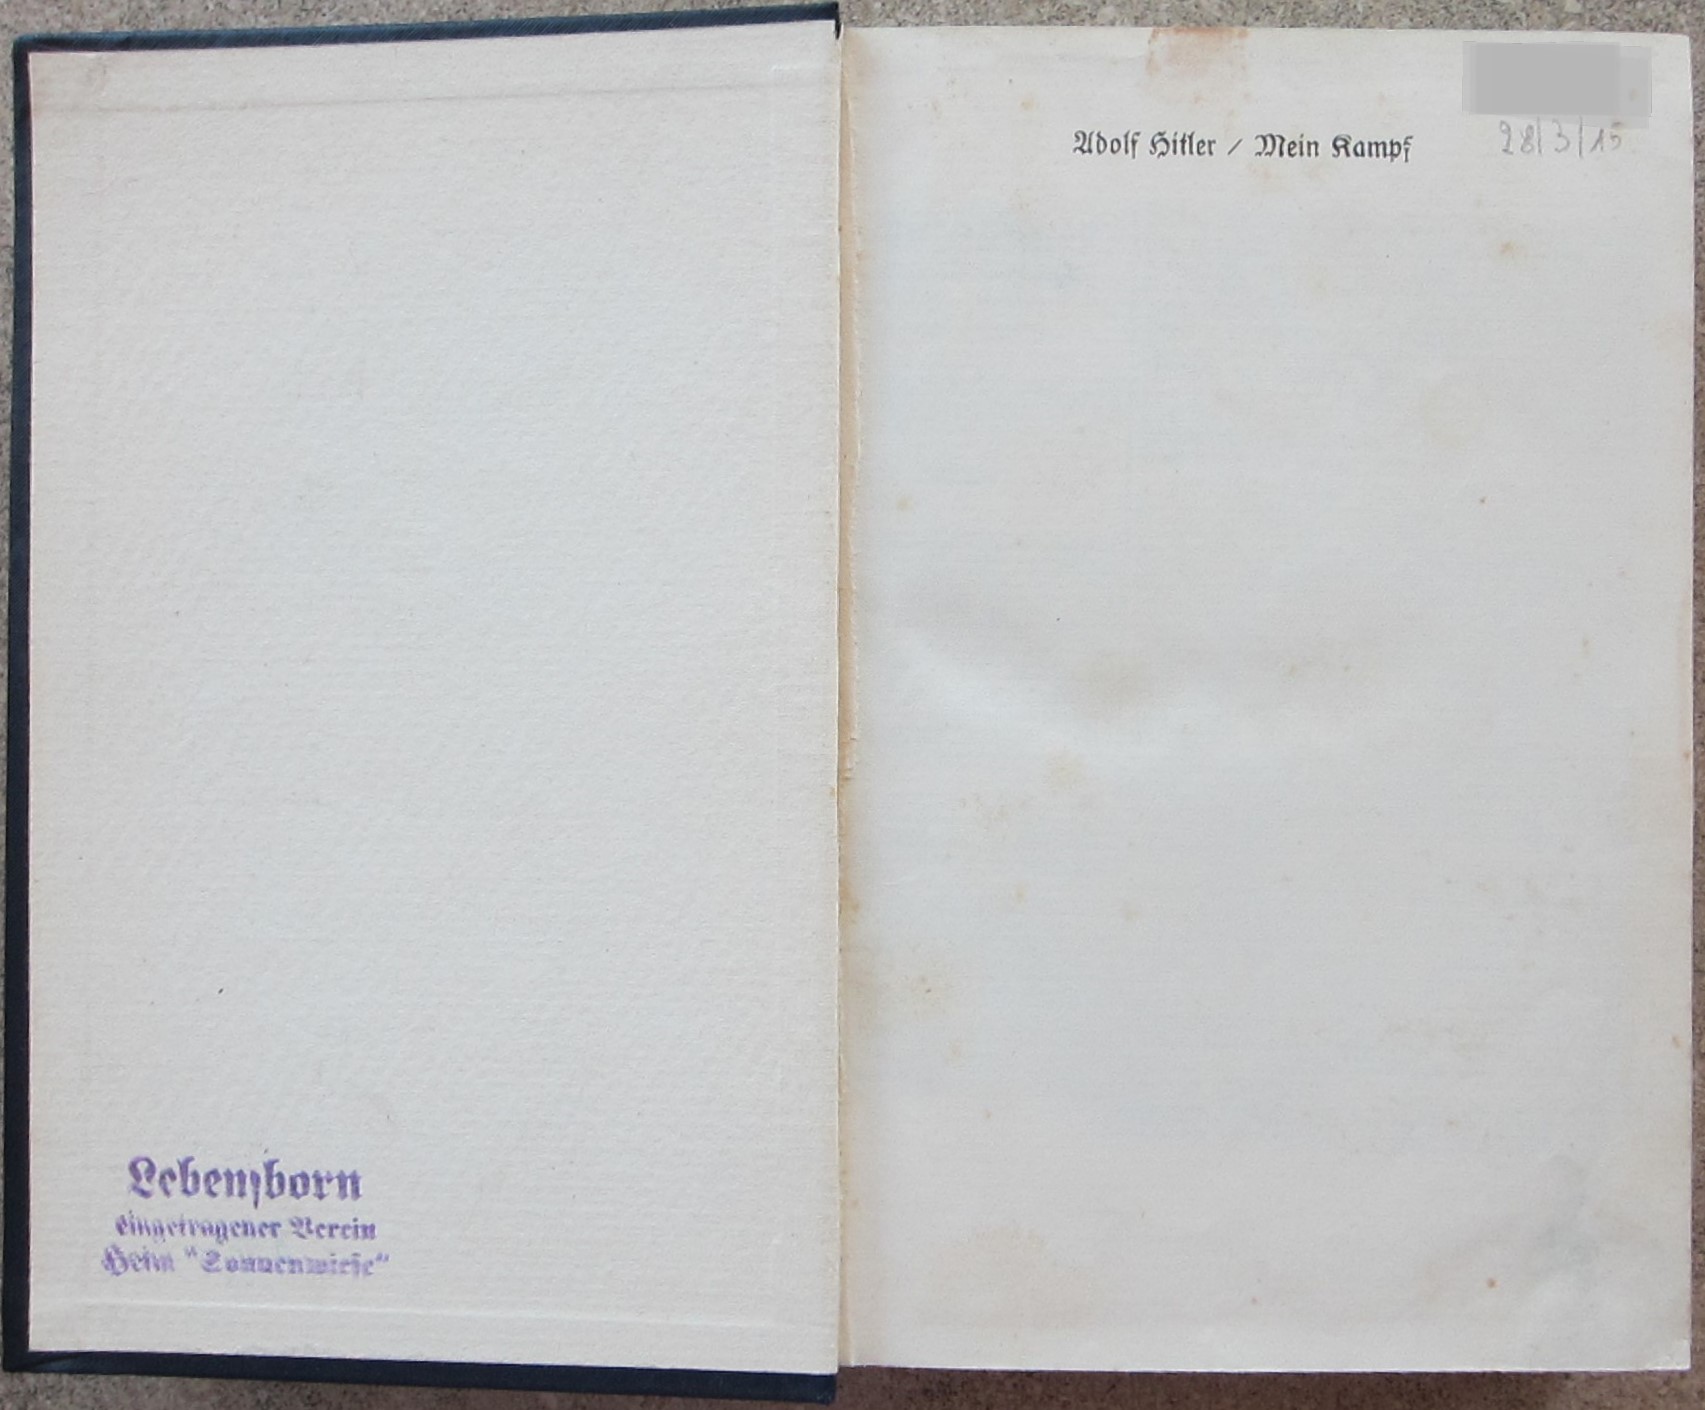 Lebensborn
eingetragener Verein
Heim "Sonnenwiese"
Adolf Hitler / Mein Kampf
28/3/15